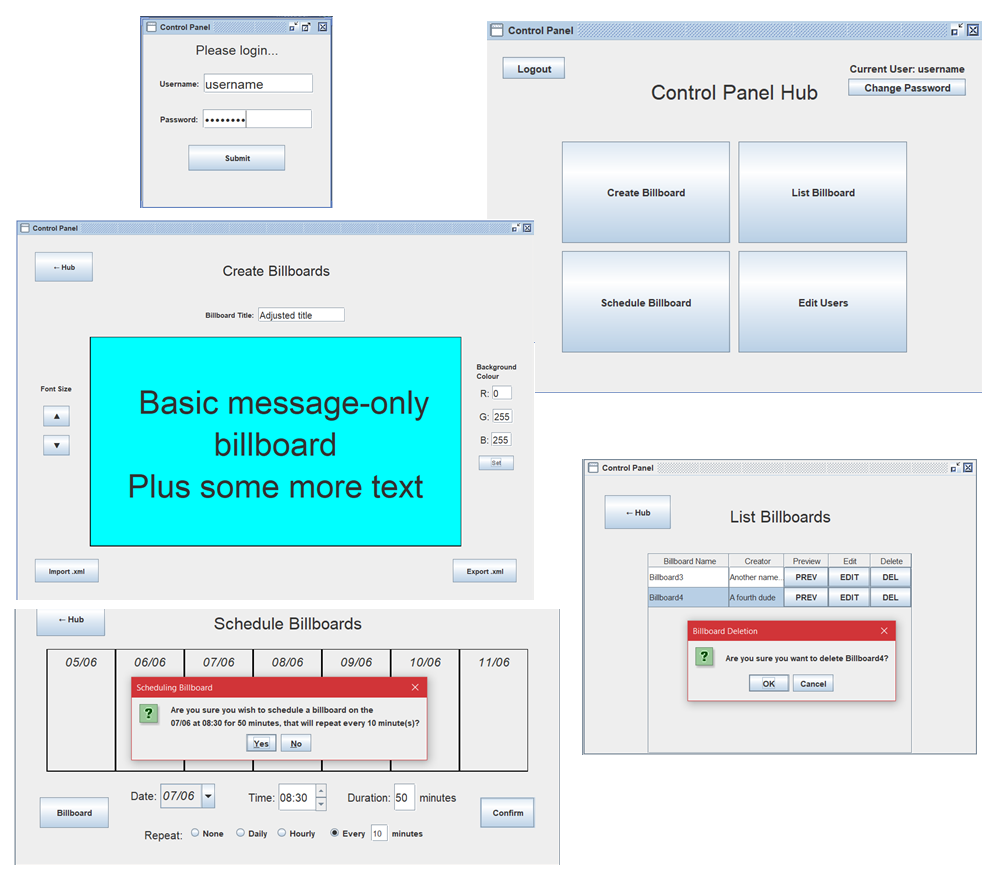 Control Panel
Please login...
Username: username
Password: ••••••••
Submit
Control Panel
Logout
Current User: username
Change Password
Control Panel Hub
Create Billboard
List Billboard
Schedule Billboard
Edit Users
Control Panel
←Hub
Create Billboards
Billboard Title: Adjusted title
Font Size
▲
▼
Basic message-only
billboard
Plus some more text
Background
Colour
R: 0
G: 255
B: 255
Set
Import .xml
Export .xml
Control Panel
←Hub
List Billboards
Billboard Name Creator Preview Edit Delete
Billboard3 Another name... PREV EDIT DEL
Billboard4 A fourth dude PREV EDIT DEL
Billboard Deletion
? Are you sure you want to delete Billboard4?
OK Cancel
←Hub
Schedule Billboards
05/06 06/06 07/06 08/06 09/06 10/06 11/06
Scheduling Billboard
? Are you sure you wish to schedule a billboard on the
07/06 at 08:30 for 50 minutes, that will repeat every 10 minute(s)?
Yes No
Billboard
Date: 07/06 Time: 08:30 Duration: 50 minutes
Confirm
Repeat: None Daily Hourly Every 10 minutes